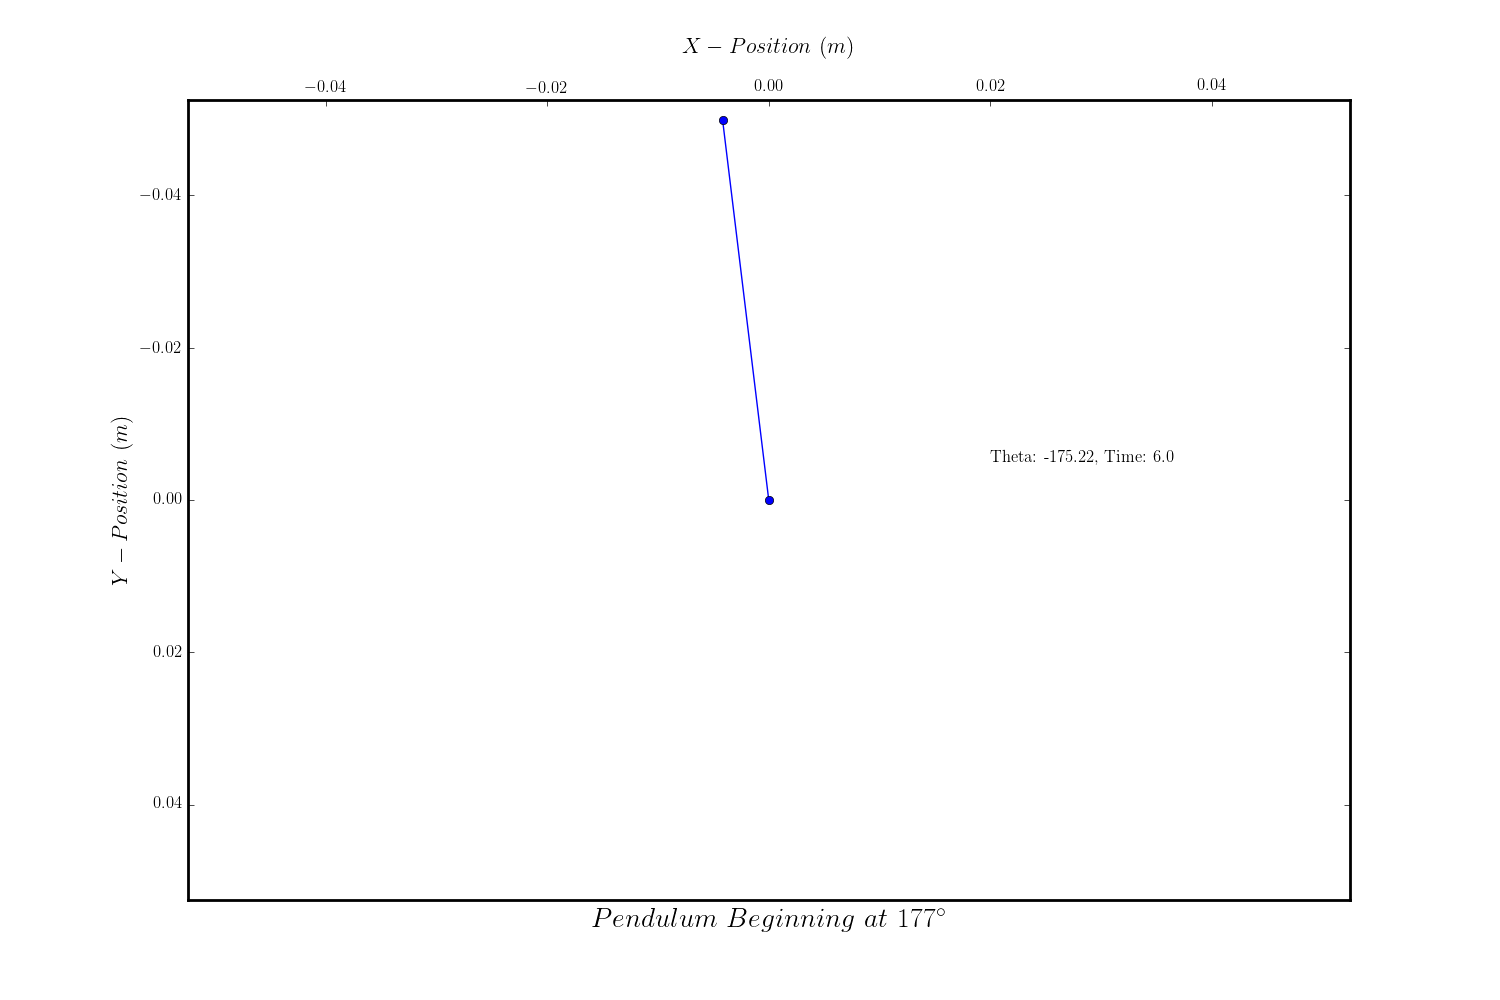 X − Position (m)
−0.04 −0.02 0.00 0.02 0.04
−0.04
−0.02
Y − Position (m)
Theta: -175.22, Time: 6.0
0.00
0.02
0.04
Pendulum Beginning at 177°